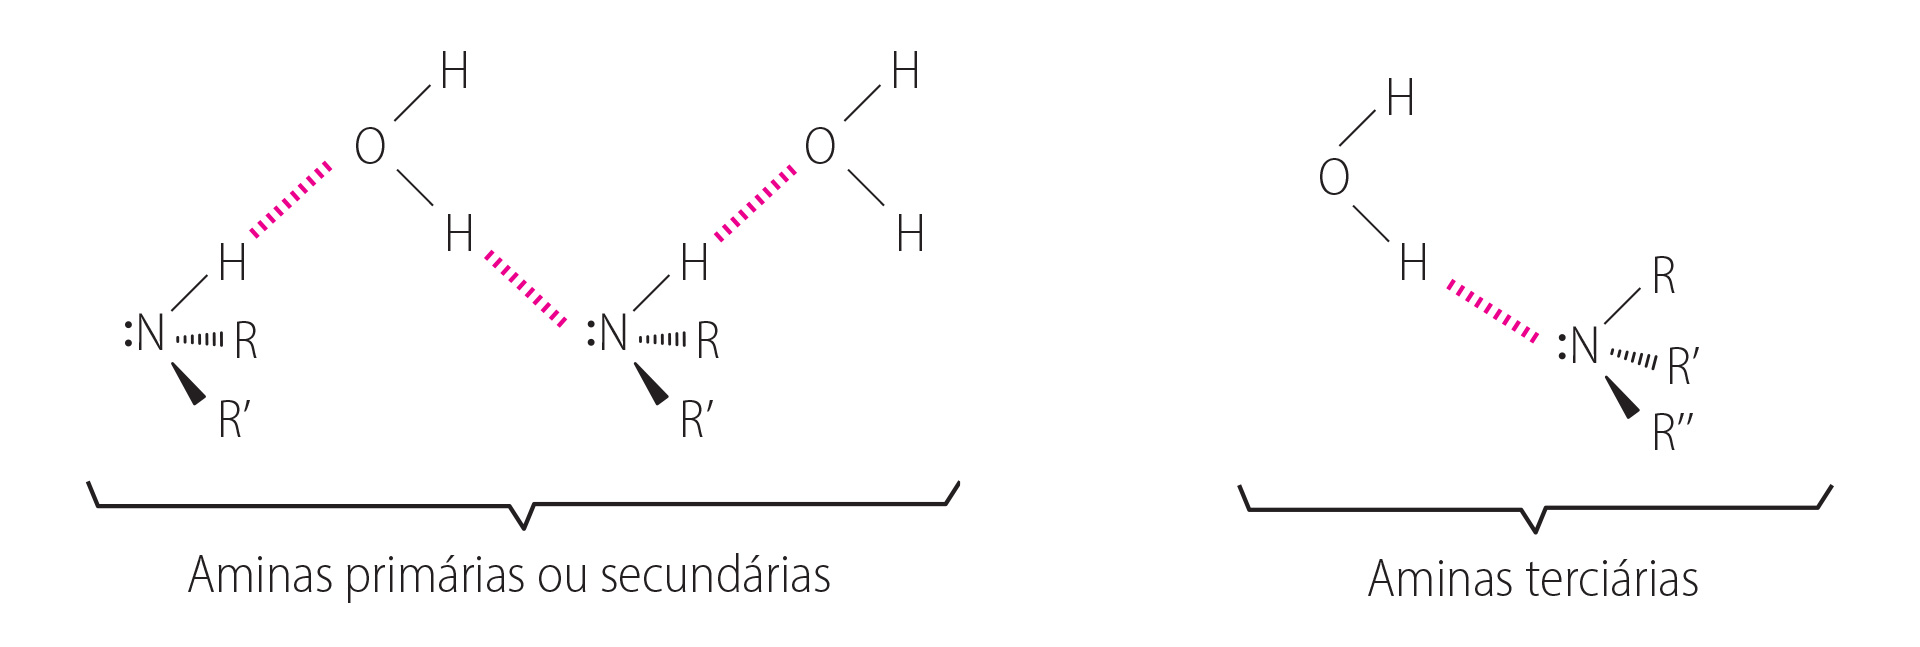 H H
O O
H H
H H
:N R :N R
R′ R′
Aminas primárias ou secundárias
H
O
H
R
:N R′
R″
Aminas terciárias